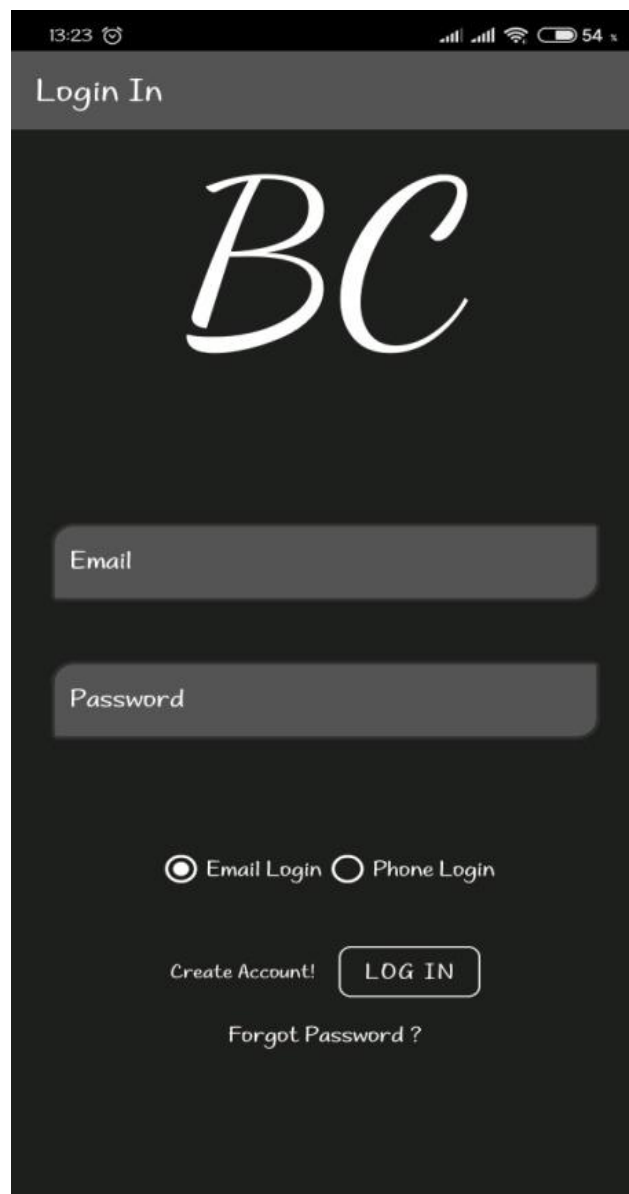 13:23 54 %
Login In
BC
Email
Password
Email Login Phone Login
Create Account! LOG IN
Forgot Password ?